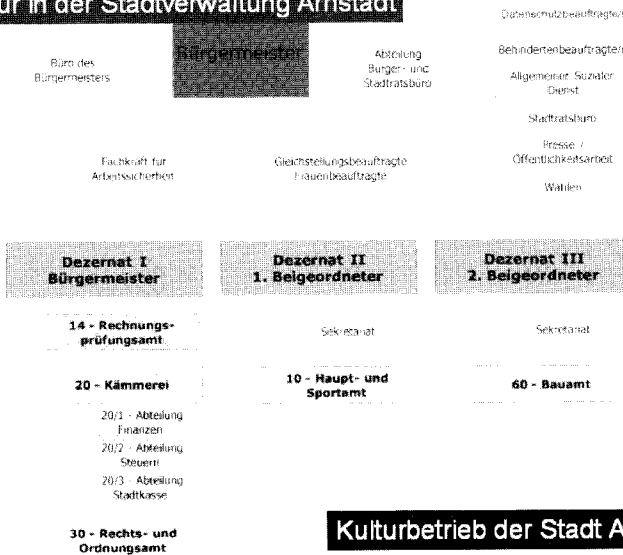 ur in der Stadtverwaltung Arnstadt
Büro des
Bürgermeisters
Bürgermeister
Abteilung
Bürger- und
Stadtratsbüro
Datenschutzbeauftragte/r
Behindertenbeauftragte/r
Allgemeiner Sozialer
Dienst
Stadtratsbüro
Presse /
Öffentlichkeitsarbeit
Wahlen
Fachkraft für
Arbeitssicherheit
Gleichstellungsbeauftragte
Frauenbeauftragte
Dezernat I
Bürgermeister
Dezernat II
1. Beigeordneter
Dezernat III
2. Beigeordneter
14 - Rechnungs-
prüfungsamt
Sekretariat
Sekretariat
20 - Kämmerei
10 - Haupt- und
Sportamt
60 - Bauamt
20/1 - Abteilung
Finanzen
20/2 - Abteilung
Steuern
20/3 - Abteilung
Stadtkasse
30 - Rechts- und
Ordnungsamt
Kulturbetrieb der Stadt A